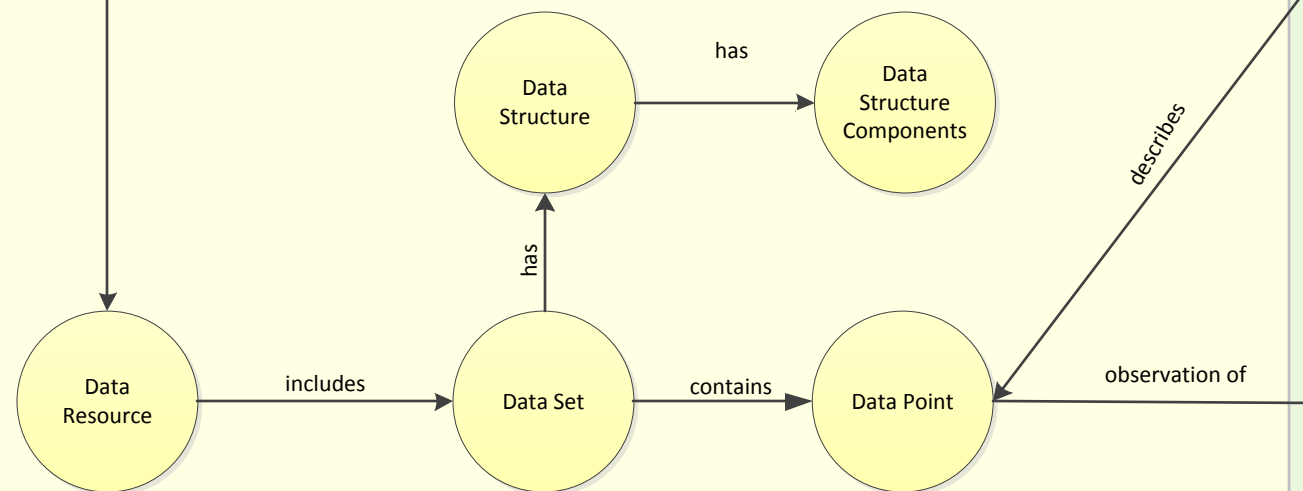 has
Data
Structure
Data
Structure
Components
describes
has
Data
Resource
includes
Data Set
contains
Data Point
observation of